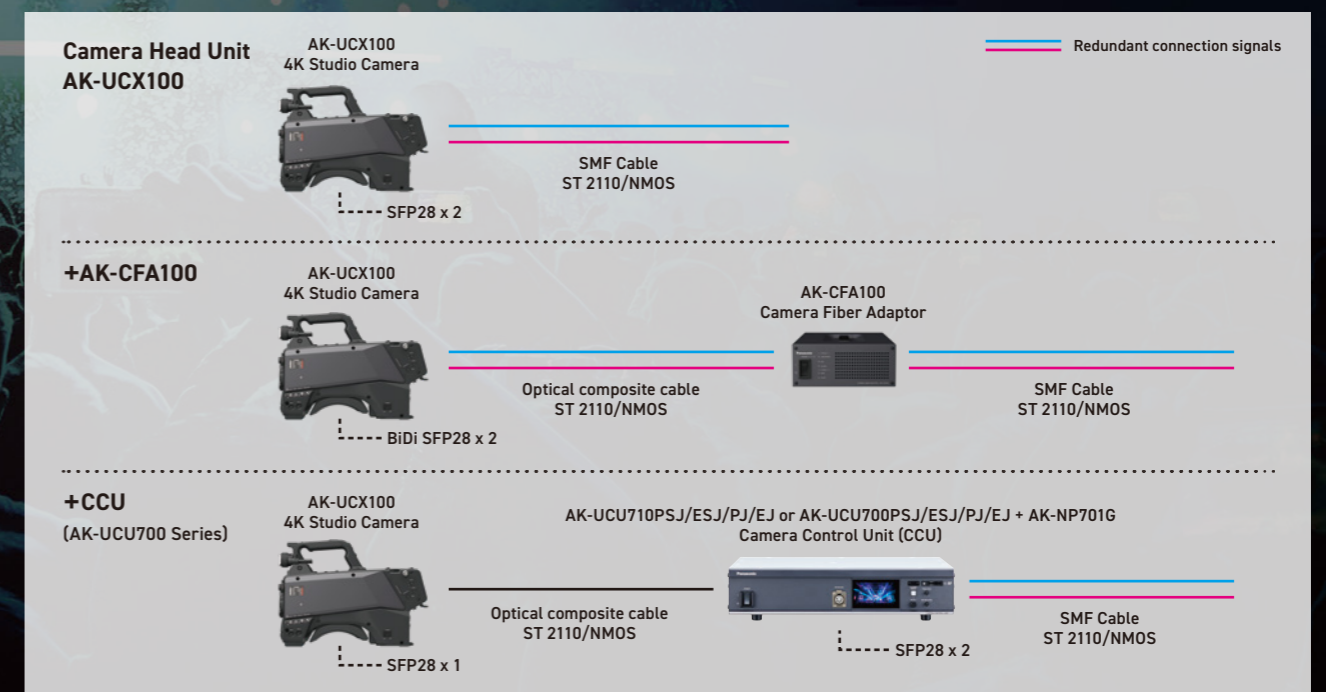 Camera Head Unit
AK-UCX100
AK-UCX100
4K Studio Camera
Redundant connection signals
SMF Cable
ST 2110/NMOS
SFP28 x 2
+AK-CFA100
AK-UCX100
4K Studio Camera
AK-CFA100
Camera Fiber Adaptor
Panasonic
Optical composite cable
ST 2110/NMOS
SMF Cable
ST 2110/NMOS
BiDi SFP28 x 2
+CCU
(AK-UCU700 Series)
AK-UCX100
4K Studio Camera
AK-UCU710PSJ/ESJ/PJ/EJ or AK-UCU700PSJ/ESJ/PJ/EJ + AK-NP701G
Camera Control Unit (CCU)
Panasonic
Optical composite cable
ST 2110/NMOS
SMF Cable
ST 2110/NMOS
SFP28 x 1
SFP28 x 2